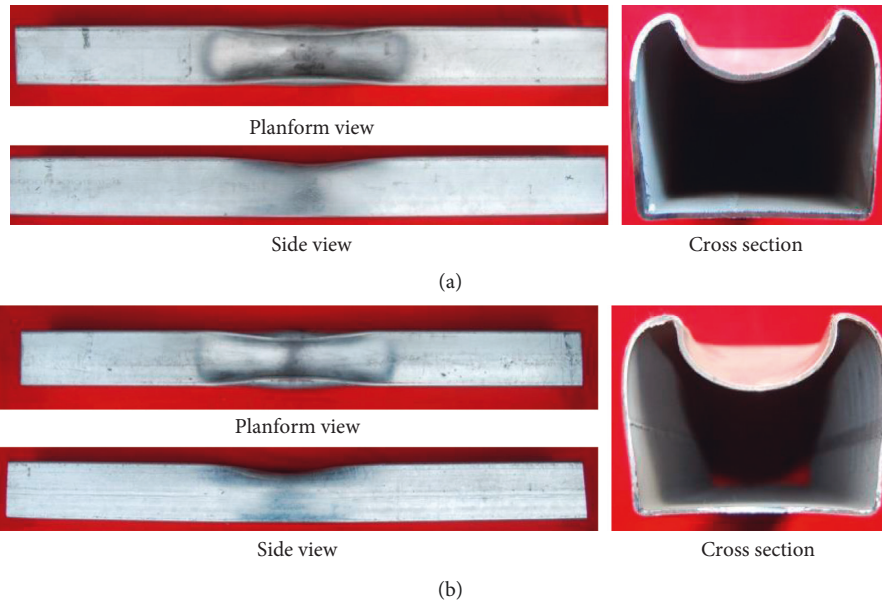 Planform view
Side view
Cross section
(a)
Planform view
Side view
Cross section
(b)